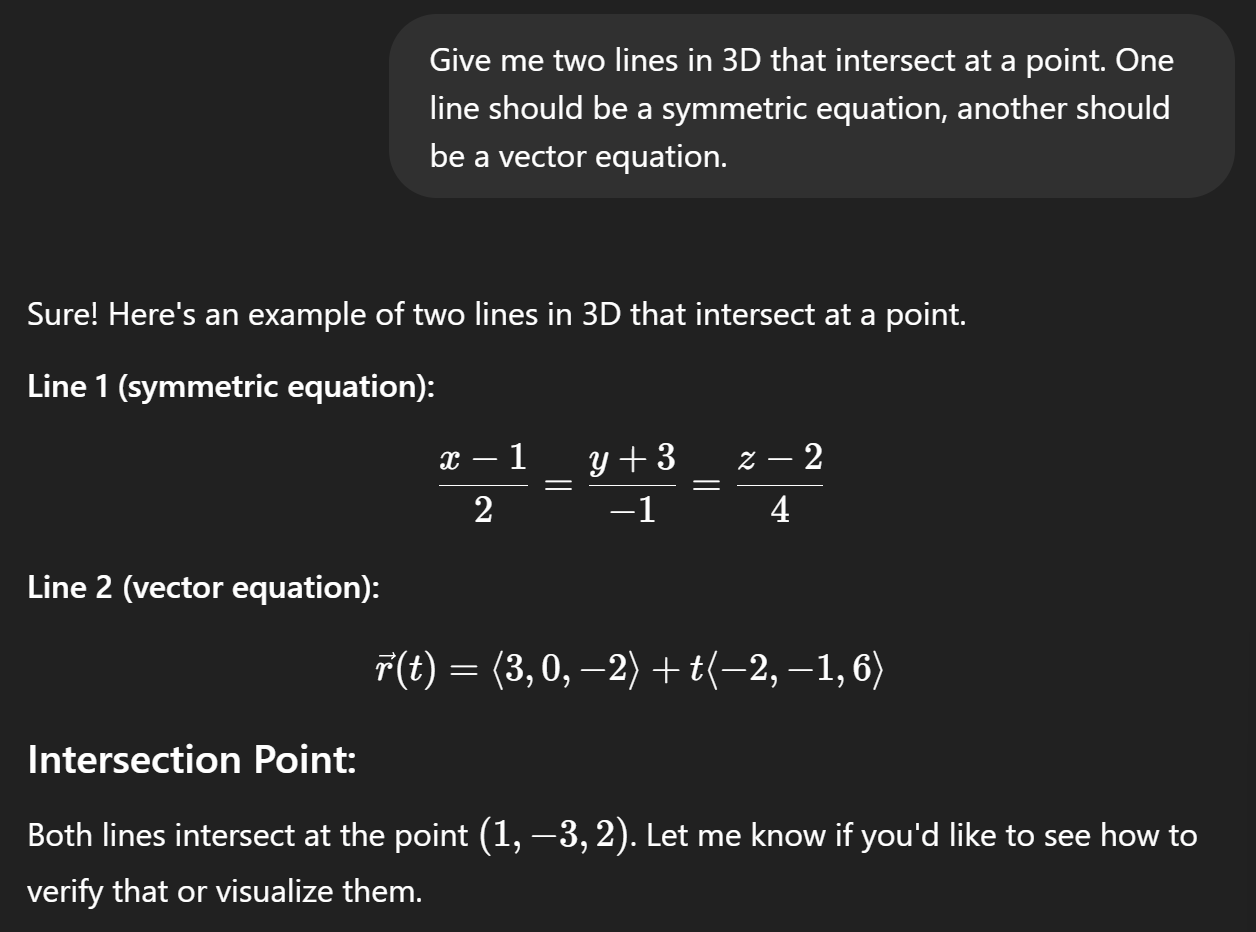 Give me two lines in 3D that intersect at a point. One
line should be a symmetric equation, another should
be a vector equation.
Sure! Here's an example of two lines in 3D that intersect at a point.
Line 1 (symmetric equation):
\frac{x - 1}{2} = \frac{y + 3}{-1} = \frac{z - 2}{4}
Line 2 (vector equation):
\vec{r}(t) = ⟨3, 0, −2⟩ + t⟨−2, −1, 6⟩
Intersection Point:
Both lines intersect at the point (1, −3, 2). Let me know if you'd like to see how to
verify that or visualize them.